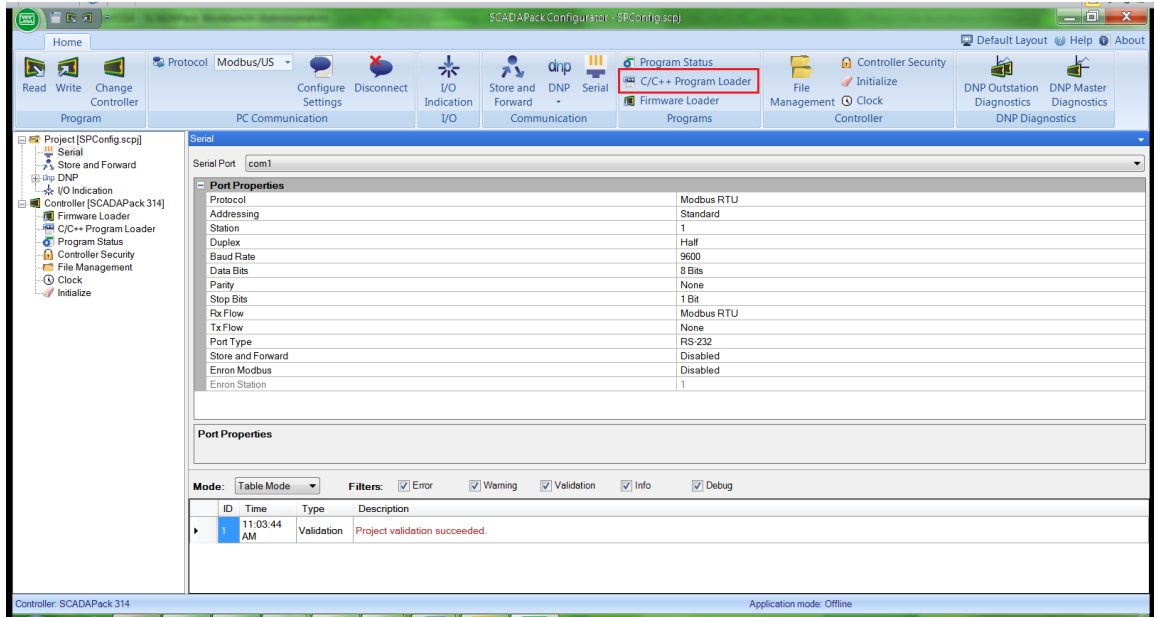 SCADAPack Configurator - SPConfig.scpj
Home
Default Layout Help About
Read Write Change Controller
Program
Protocol Modbus/US
Configure Settings Disconnect
PC Communication
I/O Indication
I/O
Store and Forward dnp DNP Serial
Communication
Program Status
C/C++ Program Loader
Firmware Loader
Programs
File Management
Controller Security
Initialize
Clock
Controller
DNP Outstation Diagnostics DNP Master Diagnostics
DNP Diagnostics
Project [SPConfig.scpj]
Serial
Store and Forward
dnp DNP
I/O Indication
Controller [SCADAPack 314]
Firmware Loader
C/C++ Program Loader
Program Status
Controller Security
File Management
Clock
Initialize
Serial
Serial Port com1
Port Properties
Protocol Modbus RTU
Addressing Standard
Station 1
Duplex Half
Baud Rate 9600
Data Bits 8 Bits
Parity None
Stop Bits 1 Bit
Rx Flow Modbus RTU
Tx Flow None
Port Type RS-232
Store and Forward Disabled
Enron Modbus Disabled
Enron Station 1
Port Properties
Mode: Table Mode Filters: Error Warning Validation Info Debug
ID Time Type Description
1 11:03:44 AM Validation Project validation succeeded.
Controller: SCADAPack 314 Application mode: Offline